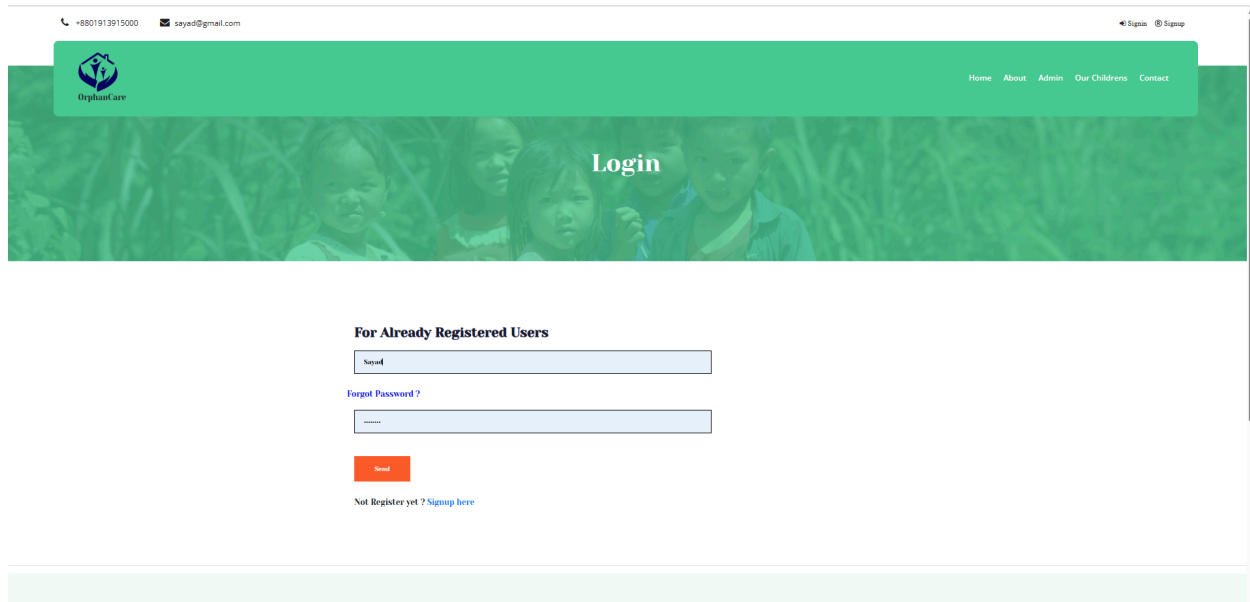 +8801913915000 sayad@gmail.com Signin Signup
OrphanCare
Home About Admin Our Childrens Contact
Login
For Already Registered Users
Sayad
Forgot Password ?
........
Send
Not Register yet ? Signup here